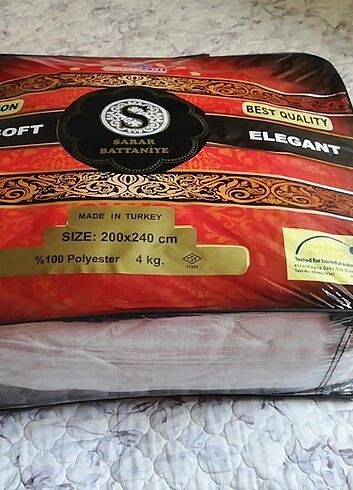 ION
BEST QUALITY
S
SOFT
ELEGANT
SARAR
BATTANİYE
MADE IN TURKEY
SIZE: 200x240 cm
%100 Polyester 4 kg.
Tested for harmful